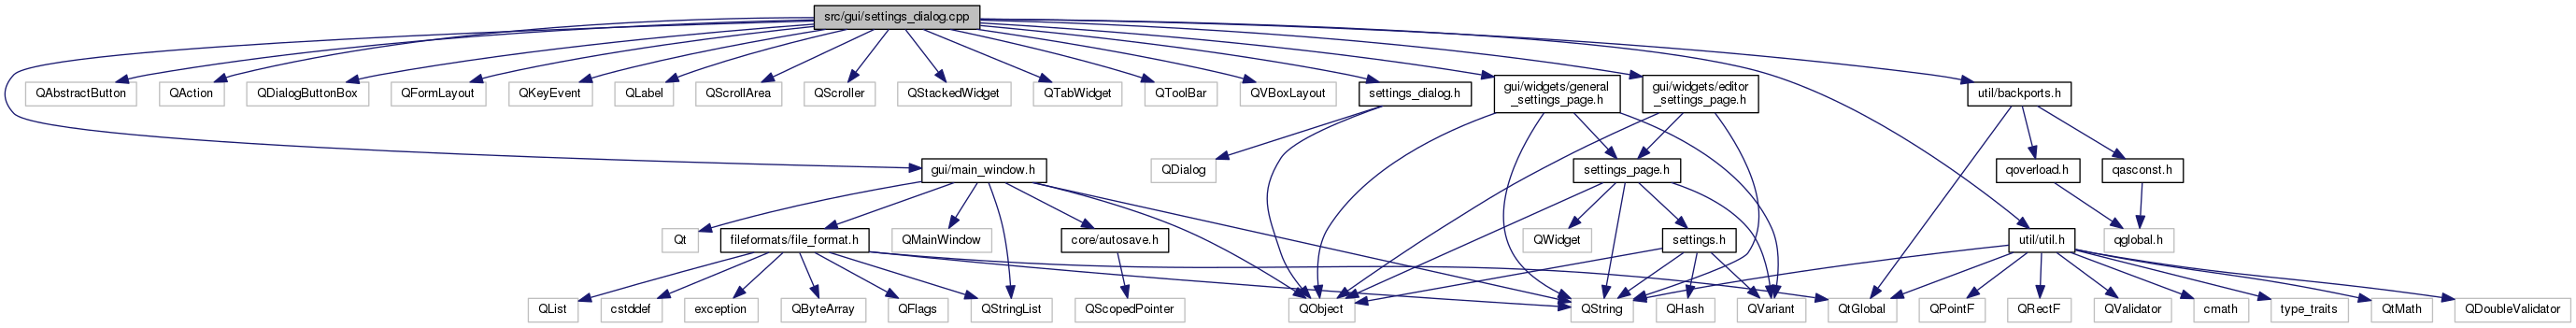 src/gui/settings_dialog.cpp
QAbstractButton
QAction
QDialogButtonBox
QFormLayout
QKeyEvent
QLabel
QScrollArea
QScroller
QStackedWidget
QTabWidget
QToolBar
QVBoxLayout
settings_dialog.h
gui/widgets/general
_settings_page.h
gui/widgets/editor
_settings_page.h
util/backports.h
gui/main_window.h
QDialog
settings_page.h
qoverload.h
qasconst.h
Qt
fileformats/file_format.h
QMainWindow
core/autosave.h
QWidget
settings.h
util/util.h
qglobal.h
QList
cstddef
exception
QByteArray
QFlags
QStringList
QScopedPointer
QObject
QString
QHash
QVariant
QtGlobal
QPointF
QRectF
QValidator
cmath
type_traits
QtMath
QDoubleValidator